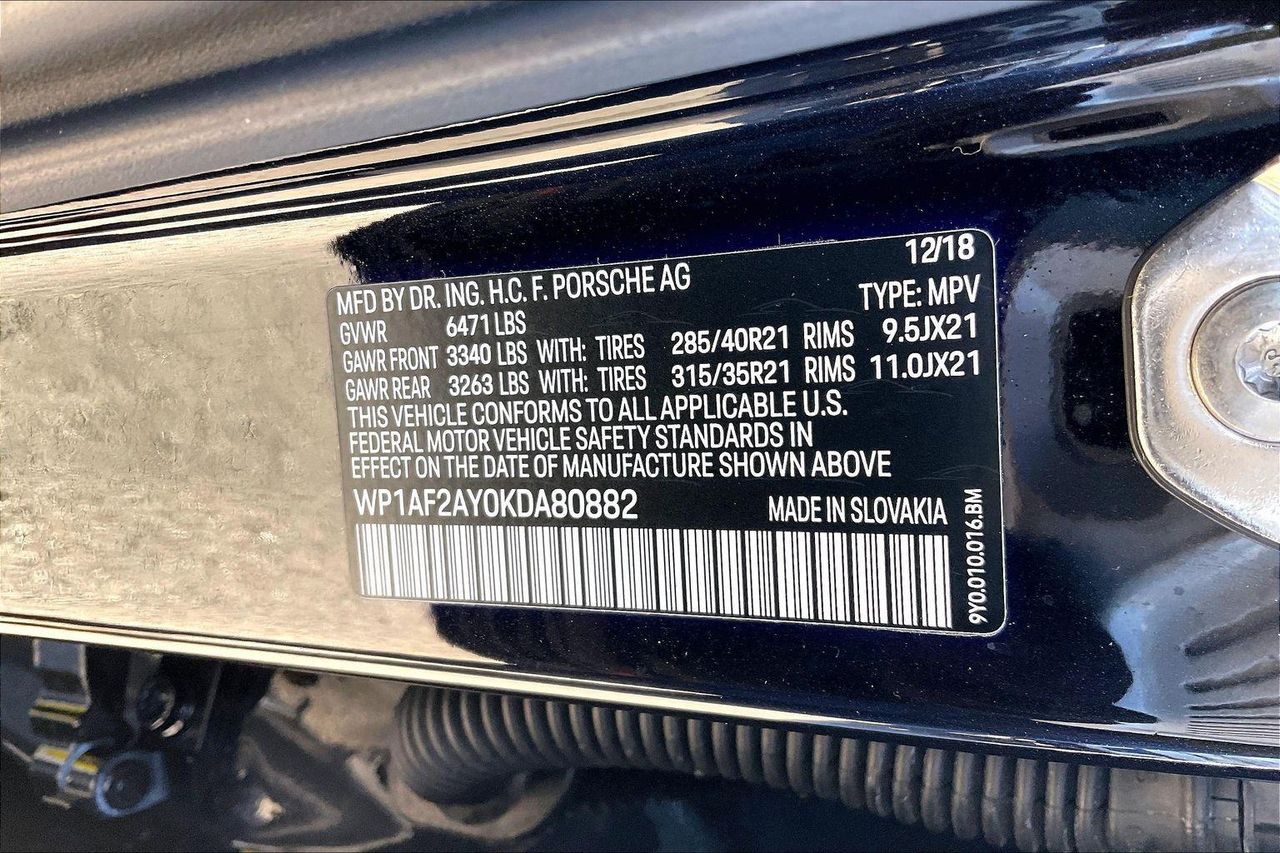 12/18
MFD BY DR. ING. H.C. F. PORSCHE AG
TYPE: MPV
GVWR 6471 LBS
GAWR FRONT 3340 LBS WITH: TIRES 285/40R21 RIMS 9.5JX21
GAWR REAR 3263 LBS WITH: TIRES 315/35R21 RIMS 11.0JX21
THIS VEHICLE CONFORMS TO ALL APPLICABLE U.S.
FEDERAL MOTOR VEHICLE SAFETY STANDARDS IN
EFFECT ON THE DATE OF MANUFACTURE SHOWN ABOVE
WP1AF2AY0KDA80882 MADE IN SLOVAKIA
9Y0.010.016.BM